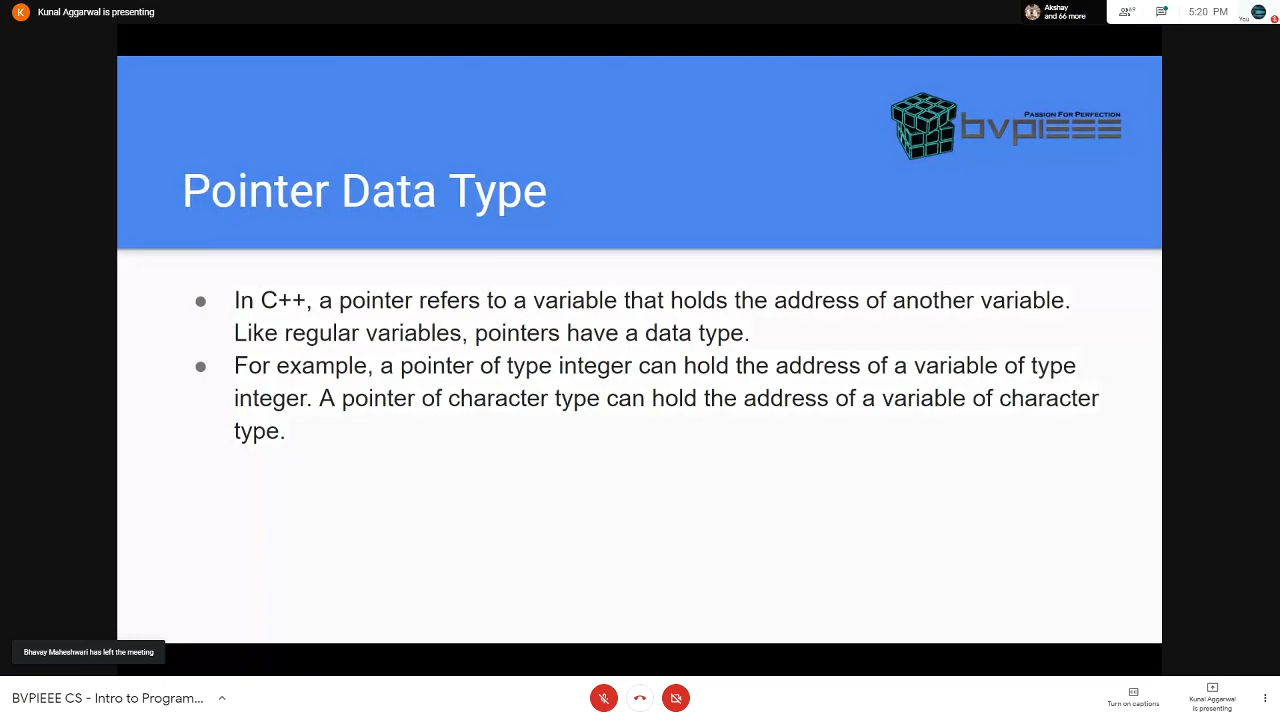 K Kunal Aggarwal is presenting
Akshay
and 66 more
69
5:20 PM
You
PASSION FOR PERFECTION
bvpieee
Pointer Data Type
● In C++, a pointer refers to a variable that holds the address of another variable.
Like regular variables, pointers have a data type.
● For example, a pointer of type integer can hold the address of a variable of type
integer. A pointer of character type can hold the address of a variable of character
type.
Bhavay Maheshwari has left the meeting
BVPIEEE CS - Intro to Program...
Turn on captions
Kunal Aggarwal
is presenting